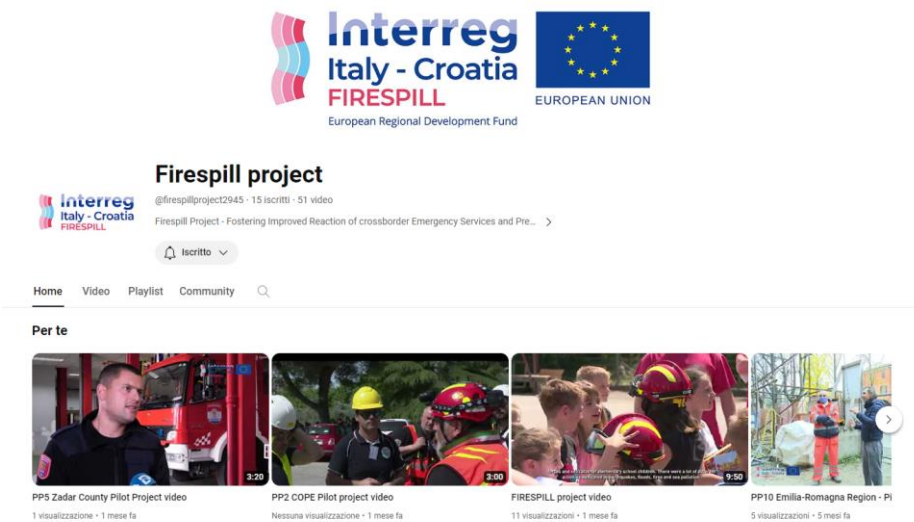 Interreg
Italy - Croatia
FIRESPILL
European Regional Development Fund
EUROPEAN UNION
Interreg
Italy - Croatia
FIRESPILL
Firespill project
@firespillproject2945 · 15 iscritti · 51 video
Firespill Project - Fostering Improved Reaction of crossborder Emergency Services and Pre...
Iscritto
Home Video Playlist Community
Per te
3:20
3:00
9:50
PP5 Zadar County Pilot Project video
PP2 COPE Pilot project video
FIRESPILL project video
PP10 Emilia-Romagna Region - Pi
1 visualizzazione • 1 mese fa
Nessuna visualizzazione • 1 mese fa
11 visualizzazioni • 1 mese fa
5 visualizzazioni • 5 mesi fa